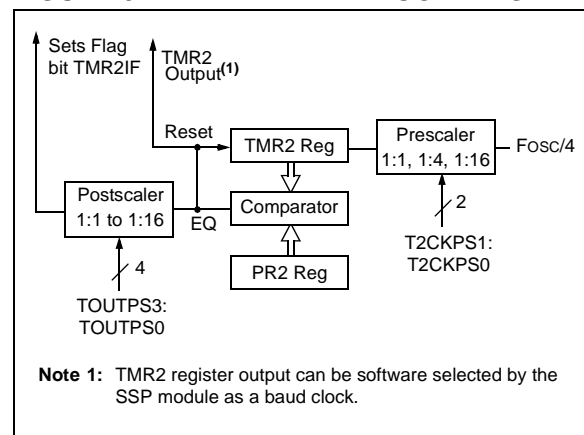 Sets Flag
bit TMR2IF
TMR2
Output(1)
Reset
TMR2 Reg
Prescaler
1:1, 1:4, 1:16
FOSC/4
Postscaler
1:1 to 1:16
EQ
Comparator
2
T2CKPS1:
T2CKPS0
4
PR2 Reg
TOUTPS3:
TOUTPS0
Note 1: TMR2 register output can be software selected by the
SSP module as a baud clock.